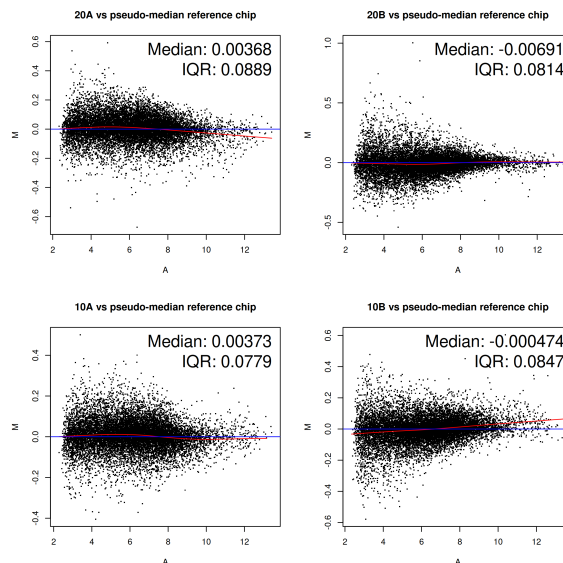 20A vs pseudo-median reference chip
Median: 0.00368
IQR: 0.0889
M
0.6
0.4
0.2
0.0
-0.2
-0.4
-0.6
2 4 6 8 10 12
A
20B vs pseudo-median reference chip
Median: -0.00691
IQR: 0.0814
M
1.0
0.5
0.0
-0.5
2 4 6 8 10 12
A
10A vs pseudo-median reference chip
Median: 0.00373
IQR: 0.0779
M
0.4
0.2
0.0
-0.2
-0.4
2 4 6 8 10 12
A
10B vs pseudo-median reference chip
Median: -0.000474
IQR: 0.0847
M
0.6
0.4
0.2
0.0
-0.2
-0.4
-0.6
2 4 6 8 10 12
A